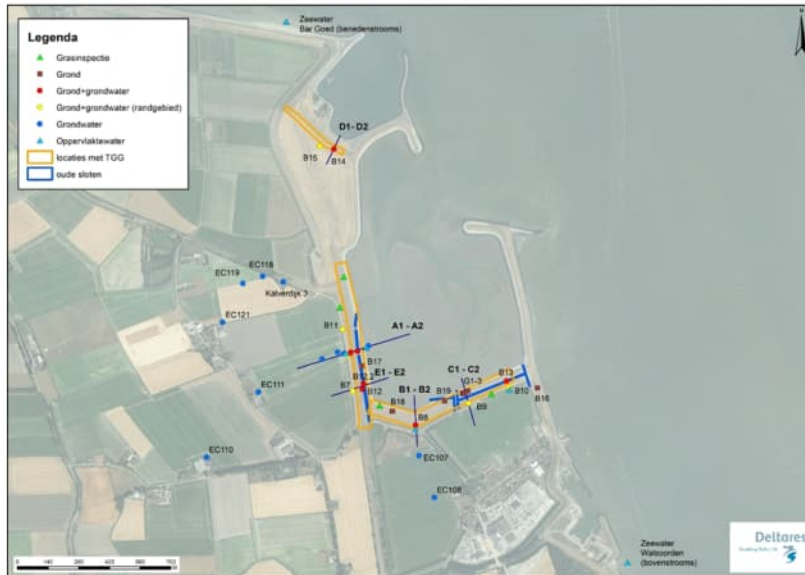 Zeewater
Bar Goed (benedenstrooms)
Legenda
Grasinspectie
Grond
Grond+grondwater
Grond+grondwater (randgebied)
Grondwater
Oppervlaktewater
locaties met TGG
oude sloten
D1 - D2
B15
B14
EC118
EC119
Kalverdijk 3
EC121
B11
A1 - A2
B17
E1 - E2
C1 - C2
B13
EC111
B7
B12
B1 - B2
B19
G1-3
B10
B16
B18
B9
EC110
EC107
EC108
Zeewater
Walsoorden
(bovenstrooms)
Deltares